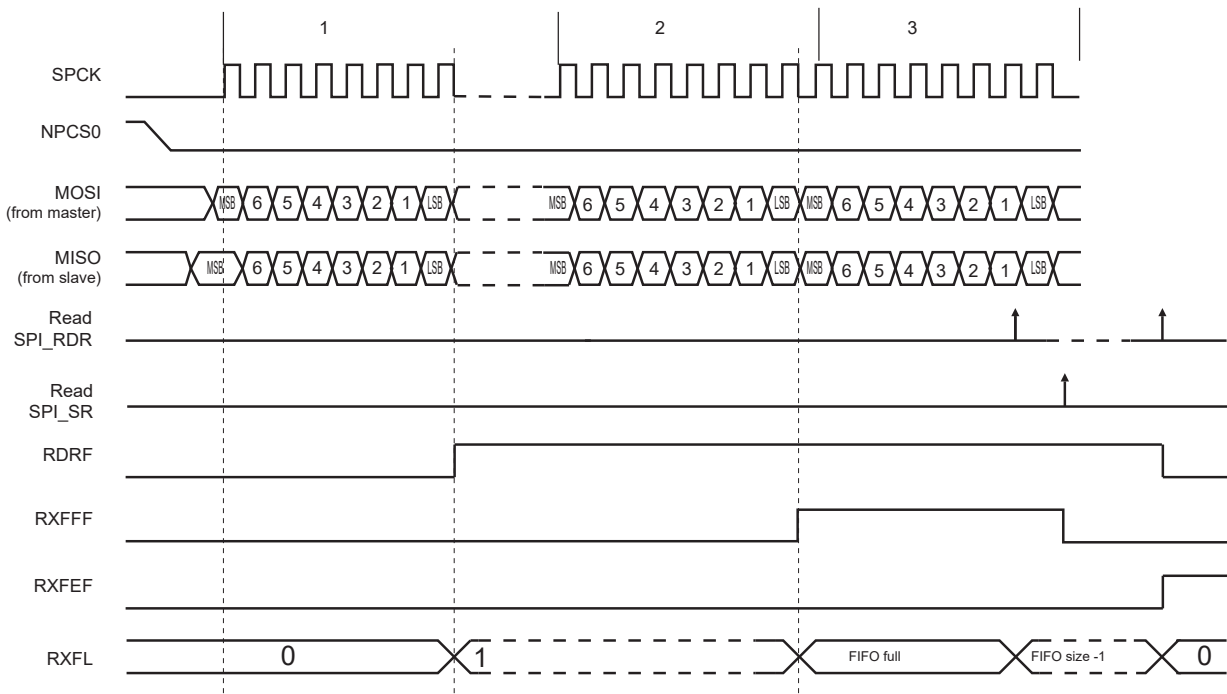 1 2 3
SPCK
NPCS0
MOSI
(from master)
MSB 6 5 4 3 2 1 LSB MSB 6 5 4 3 2 1 LSB MSB 6 5 4 3 2 1 LSB
MISO
(from slave)
MSB 6 5 4 3 2 1 LSB MSB 6 5 4 3 2 1 LSB MSB 6 5 4 3 2 1 LSB
Read
SPI_RDR
Read
SPI_SR
RDRF
RXFFF
RXFEF
RXFL 0 1 FIFO full FIFO size -1 0